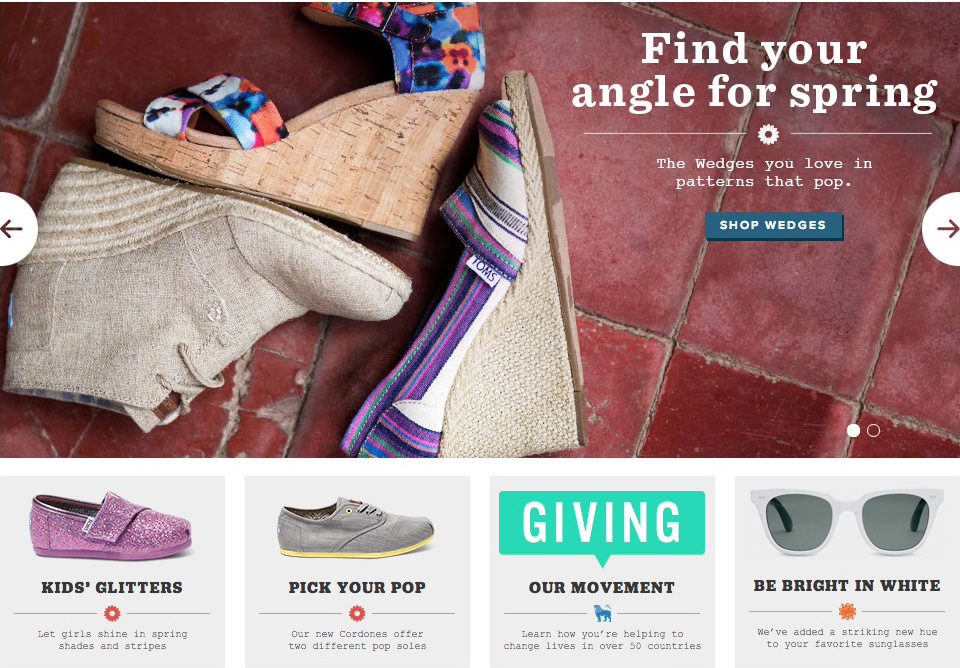 Find your
angle for spring
The Wedges you love in
patterns that pop.
SHOP WEDGES
TOMS
TOMS
GIVING
KIDS' GLITTERS
PICK YOUR POP
OUR MOVEMENT
BE BRIGHT IN WHITE
Let girls shine in spring
shades and stripes
Our new Cordones offer
two different pop soles
Learn how you're helping to
change lives in over 50 countries
We've added a striking new hue
to your favorite sunglasses